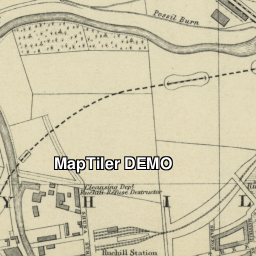 Possil Burn
MapTiler DEMO
Cleansing Dept
Ruchill Refuse Destructor
Y H I L
Ruchill Station